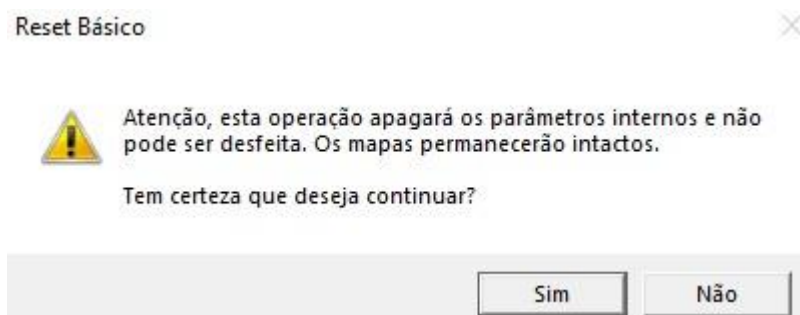 Reset Básico
Atenção, esta operação apagará os parâmetros internos e não
pode ser desfeita. Os mapas permanecerão intactos.
Tem certeza que deseja continuar?
Sim
Não